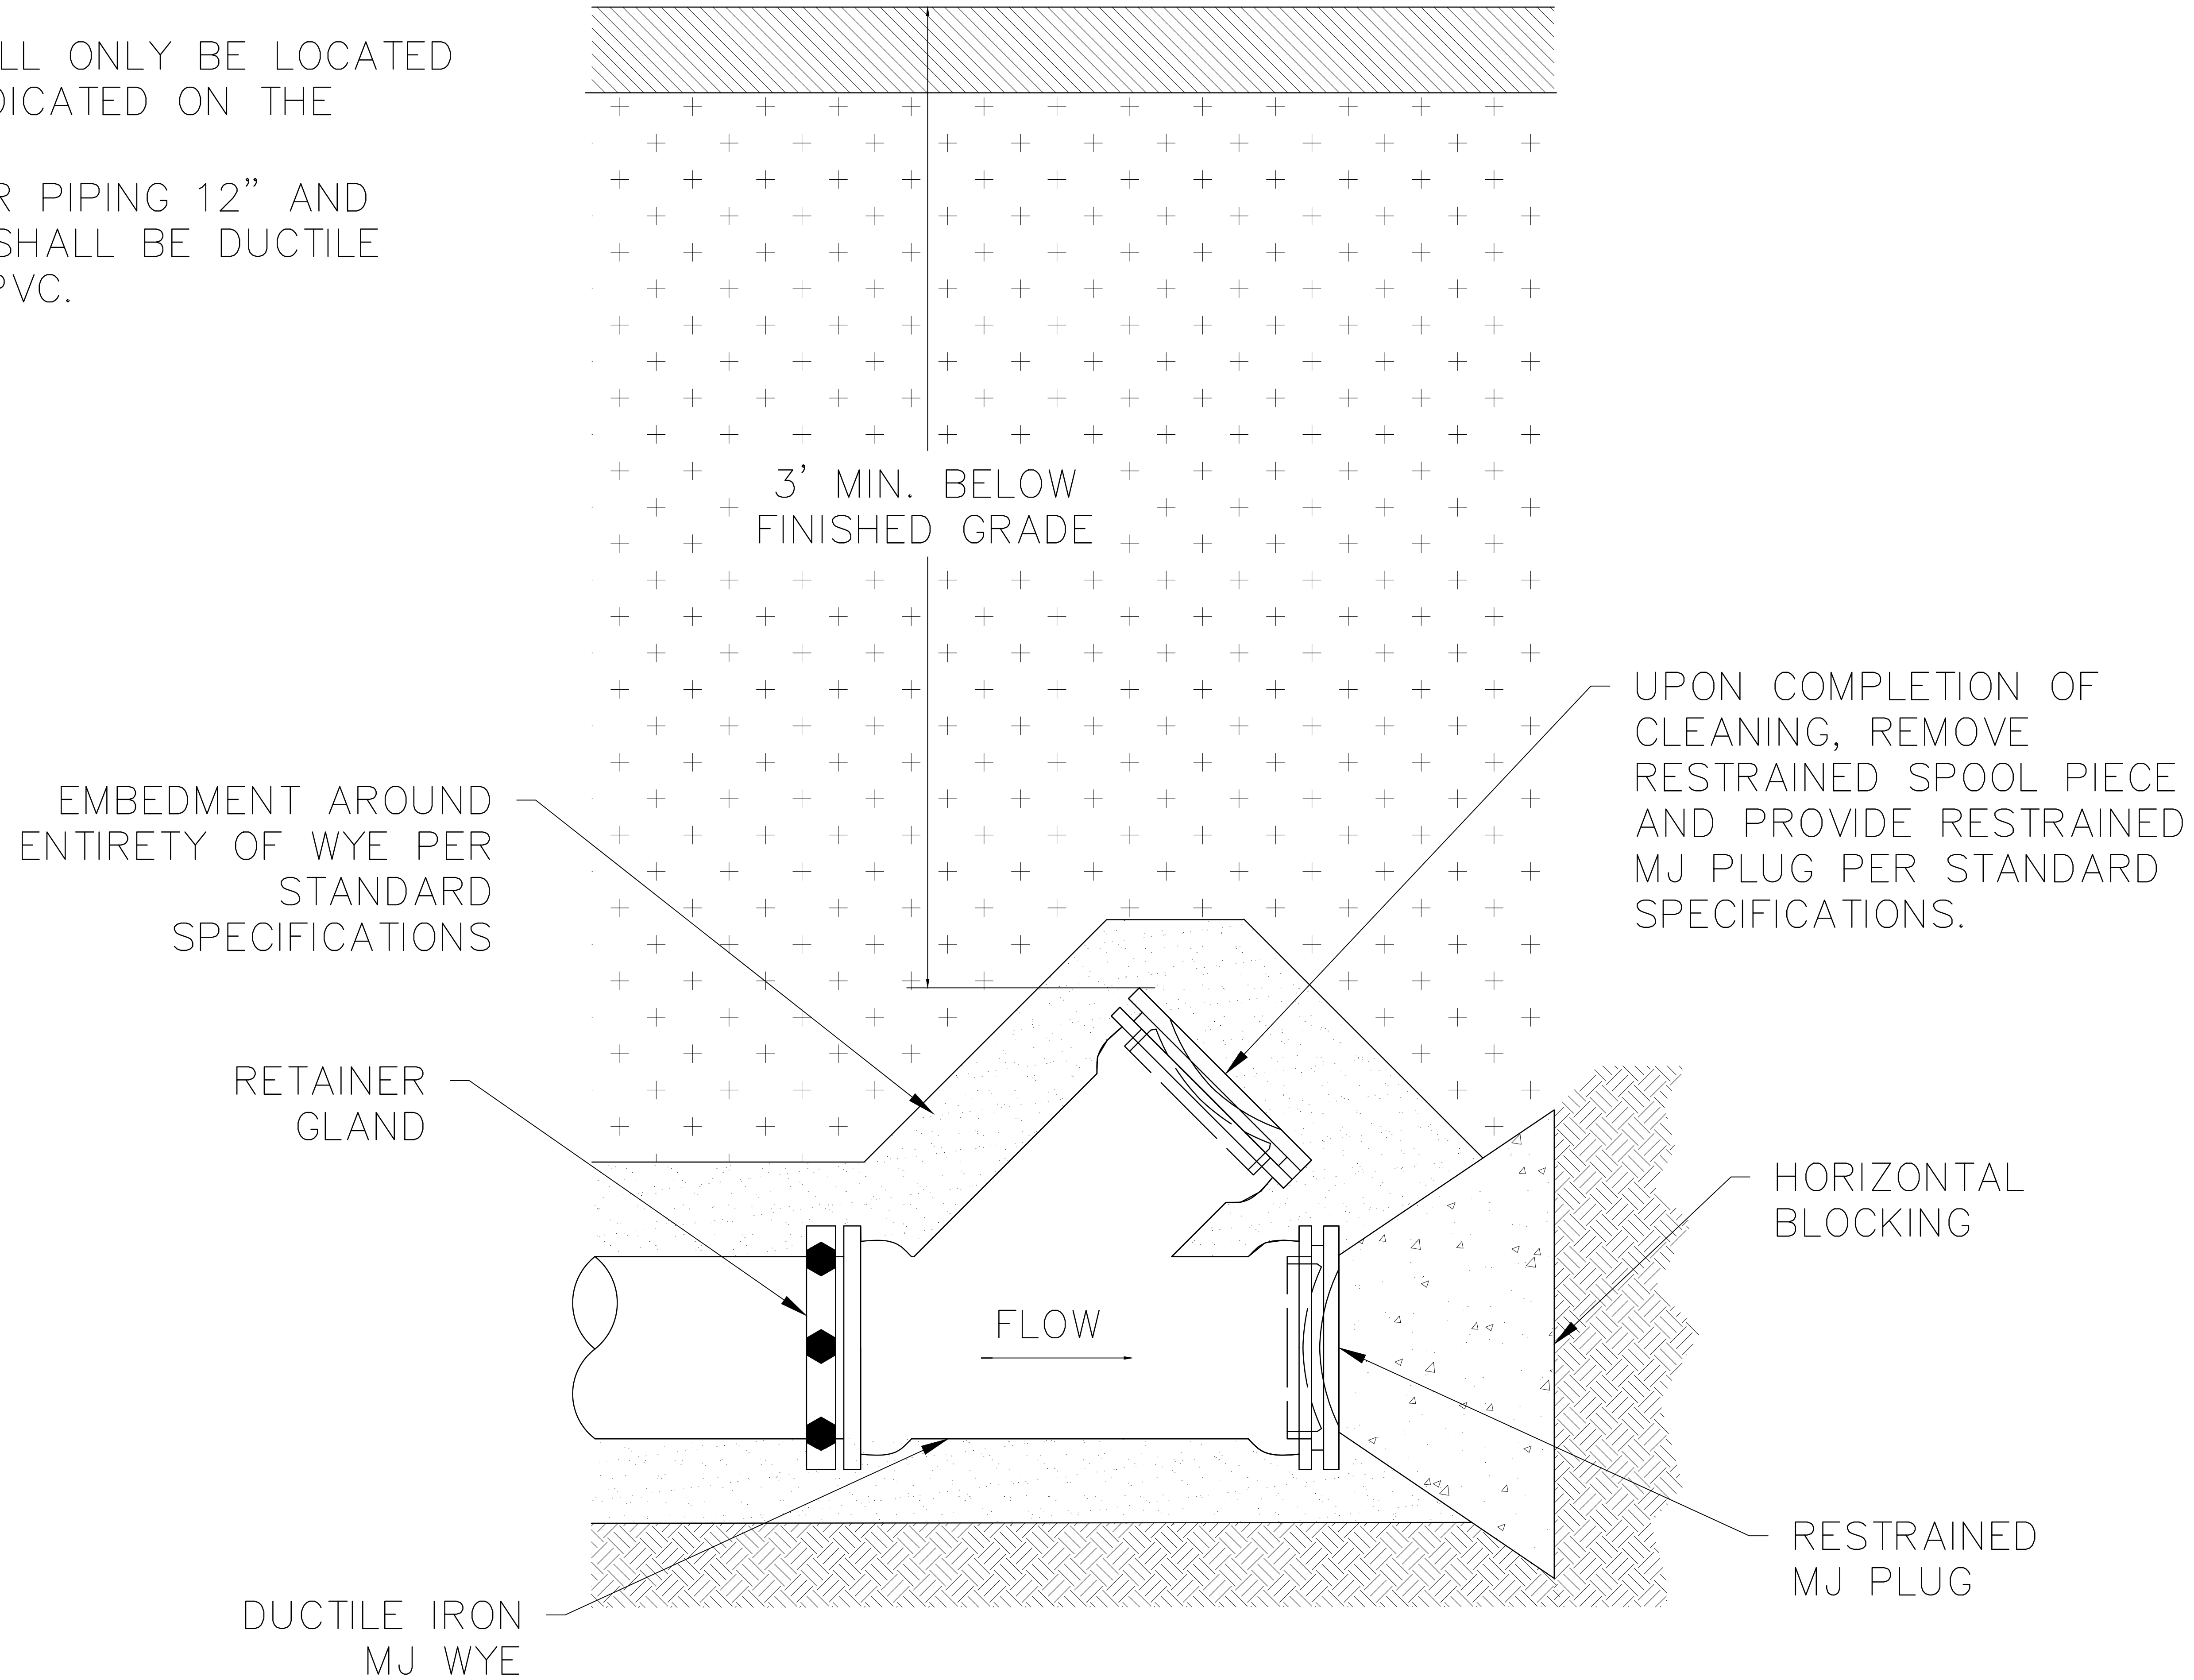 LL ONLY BE LOCATED
DICATED ON THE
R PIPING 12" AND
SHALL BE DUCTILE
PVC.
3' MIN. BELOW
FINISHED GRADE
UPON COMPLETION OF
CLEANING, REMOVE
RESTRAINED SPOOL PIECE
AND PROVIDE RESTRAINED
MJ PLUG PER STANDARD
SPECIFICATIONS.
EMBEDMENT AROUND
ENTIRETY OF WYE PER
STANDARD
SPECIFICATIONS
RETAINER
GLAND
HORIZONTAL
BLOCKING
FLOW
RESTRAINED
MJ PLUG
DUCTILE IRON
MJ WYE